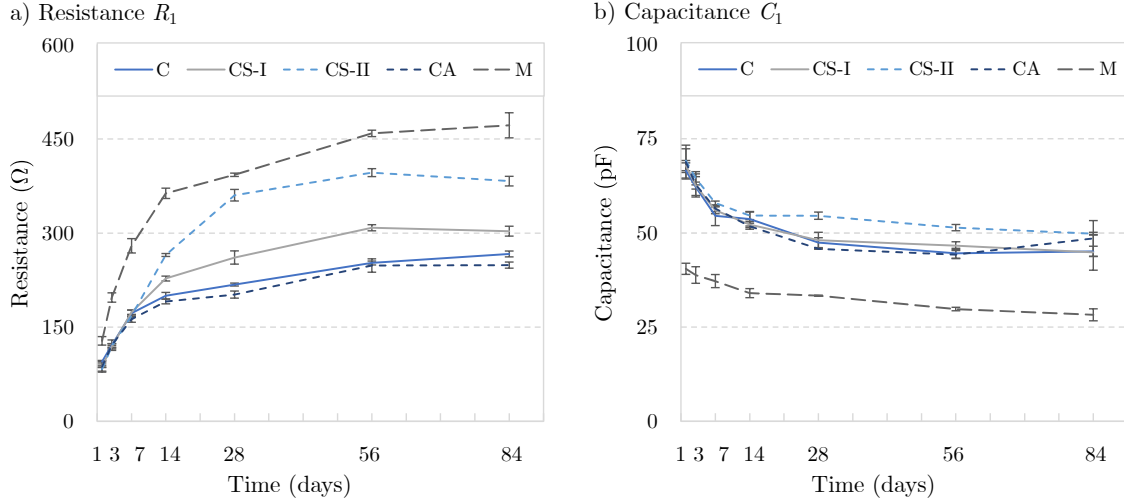 a) Resistance R1
600
C CS-I CS-II CA M
450
300
150
0
Resistance (Ω)
1 3 7 14 28 56 84
Time (days)
b) Capacitance C1
100
C CS-I CS-II CA M
75
50
25
0
Capacitance (pF)
1 3 7 14 28 56 84
Time (days)